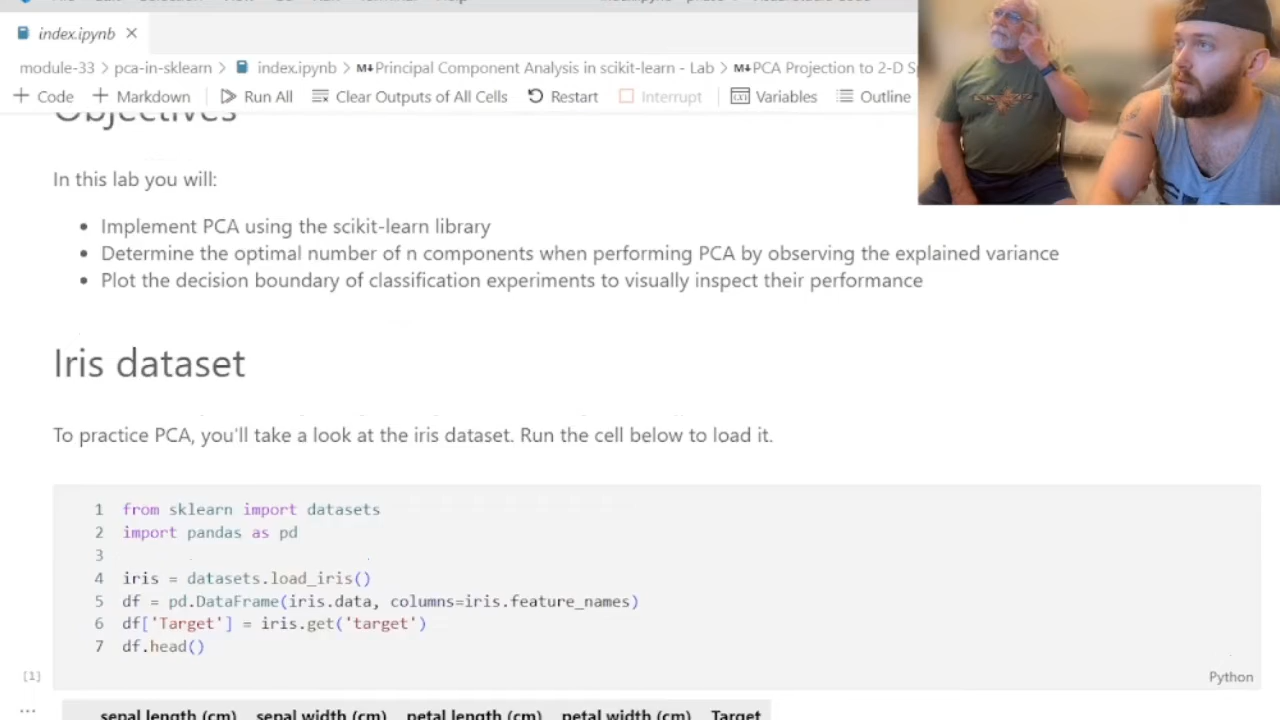 index.ipynb
module-33 > pca-in-sklearn > index.ipynb > M↓Principal Component Analysis in scikit-learn - Lab > M↓PCA Projection to 2-D
+ Code + Markdown Run All Clear Outputs of All Cells Restart Interrupt Variables Outline
Objectives
In this lab you will:
• Implement PCA using the scikit-learn library
• Determine the optimal number of n components when performing PCA by observing the explained variance
• Plot the decision boundary of classification experiments to visually inspect their performance
Iris dataset
To practice PCA, you'll take a look at the iris dataset. Run the cell below to load it.
1 from sklearn import datasets
2 import pandas as pd
3
4 iris = datasets.load_iris()
5 df = pd.DataFrame(iris.data, columns=iris.feature_names)
6 df['Target'] = iris.get('target')
7 df.head()
[1] Python
... sepal length (cm) sepal width (cm) petal length (cm) petal width (cm) Target